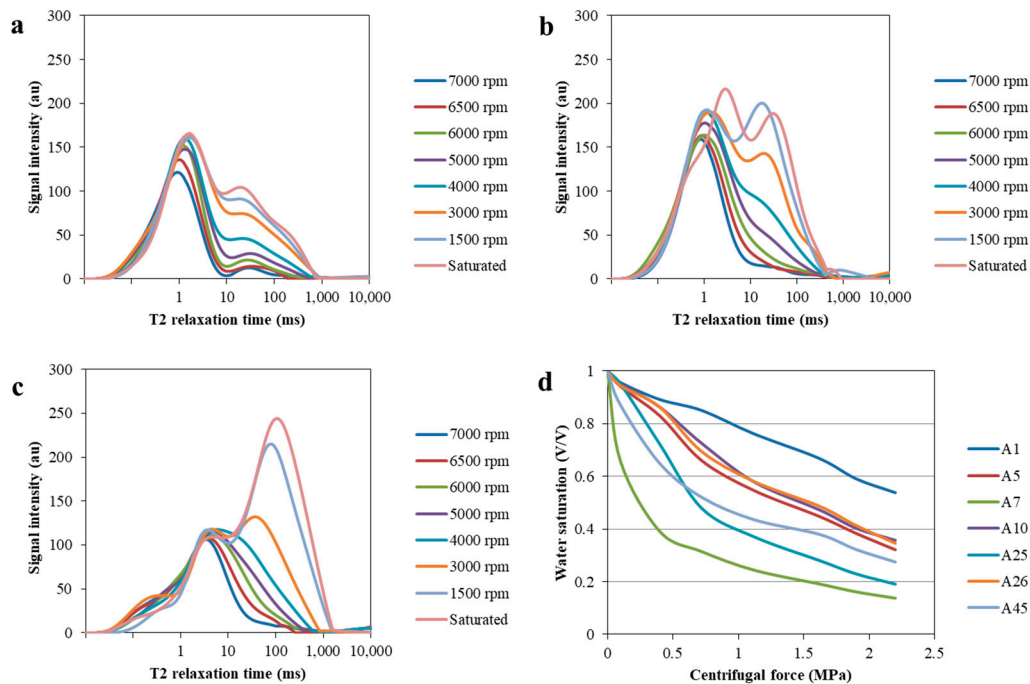 a
300
250
200
150
100
50
0
Signal intensity (au)
1 10 100 1,000 10,000
T2 relaxation time (ms)
7000 rpm
6500 rpm
6000 rpm
5000 rpm
4000 rpm
3000 rpm
1500 rpm
Saturated
b
300
250
200
150
100
50
0
Signal intensity (au)
1 10 100 1,000 10,000
T2 relaxation time (ms)
7000 rpm
6500 rpm
6000 rpm
5000 rpm
4000 rpm
3000 rpm
1500 rpm
Saturated
c
300
250
200
150
100
50
0
Signal intensity (au)
1 10 100 1,000 10,000
T2 relaxation time (ms)
7000 rpm
6500 rpm
6000 rpm
5000 rpm
4000 rpm
3000 rpm
1500 rpm
Saturated
d
1
0.8
0.6
0.4
0.2
0
Water saturation (V/V)
0 0.5 1 1.5 2 2.5
Centrifugal force (MPa)
A1
A5
A7
A10
A25
A26
A45